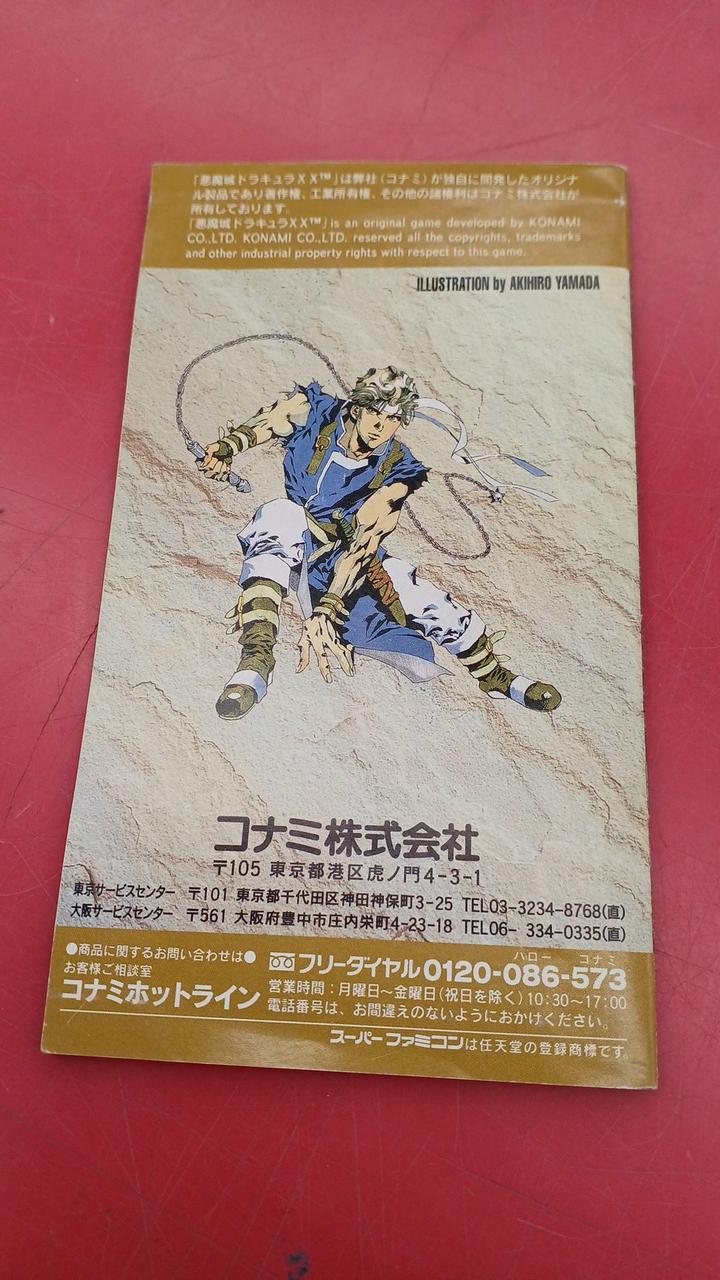 「悪魔城ドラキュラXX™」は弊社(コナミ)が独自に開発したオリジナ
ル製品であり著作権、工業所有権、その他の諸権利はコナミ株式会社が
所有しております。
「悪魔城ドラキュラXX™」is an original game developed by KONAMI
CO.,LTD. KONAMI CO.,LTD. reserved all the copyrights, trademarks
and other industrial property rights with respect to this game.
ILLUSTRATION by AKIHIRO YAMADA
コナミ株式会社
〒105 東京都港区虎ノ門4-3-1
東京サービスセンター 〒101 東京都千代田区神田神保町3-25 TEL03-3234-8768(直)
大阪サービスセンター 〒561 大阪府豊中市庄内栄町4-23-18 TEL06- 334-0335(直)
●商品に関するお問い合わせは●
お客様ご相談室
コナミホットライン
ハロー コナミ
フリーダイヤル0120-086-573
営業時間:月曜日~金曜日(祝日を除く)10:30~17:00
電話番号は、お間違えのないようにおかけください。
スーパーファミコンは任天堂の登録商標です